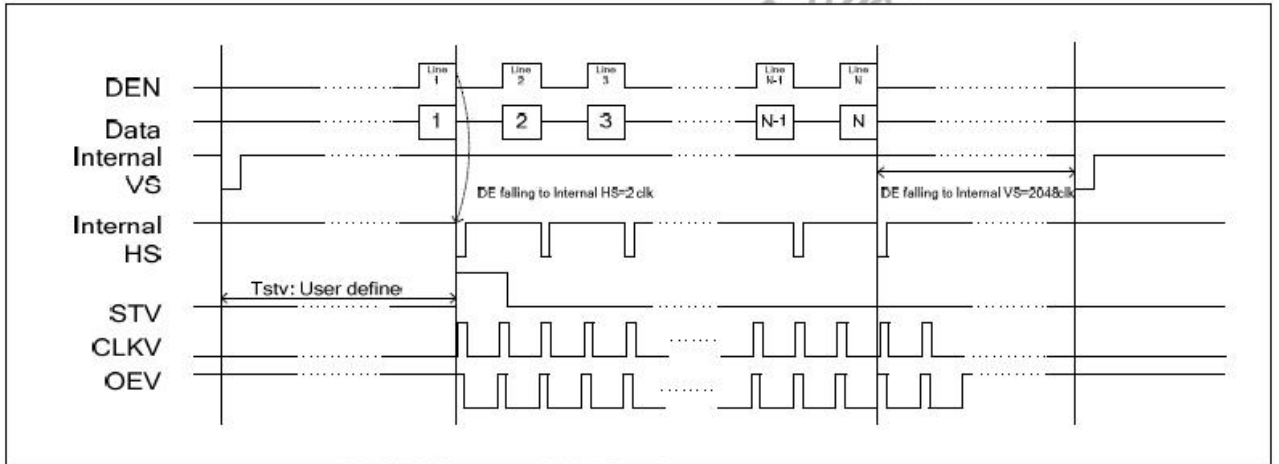 DEN
Line 1
Line 2
Line 3
Line N-1
Line N
Data
1
2
3
N-1
N
Internal
VS
DE falling to Internal HS=2 clk
DE falling to Internal VS=2048clk
Internal
HS
Tstv: User define
STV
CLKV
OEV